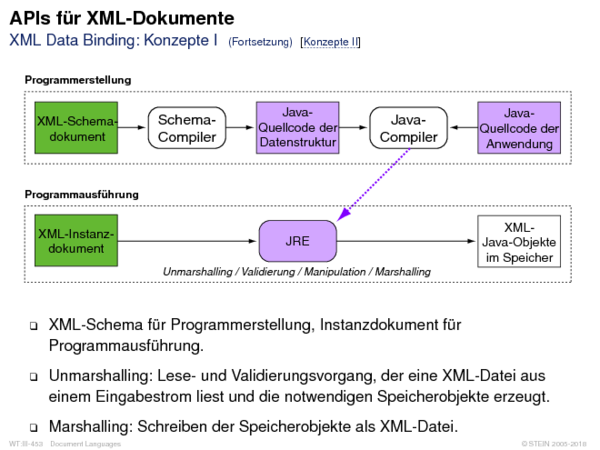 APIs für XML-Dokumente
XML Data Binding: Konzepte I (Fortsetzung) [Konzepte II]
Programmerstellung
XML-Schema-
dokument
Schema-
Compiler
Java-
Quellcode der
Datenstruktur
Java-
Compiler
Java-
Quellcode der
Anwendung
Programmausführung
XML-Instanz-
dokument
JRE
XML-
Java-Objekte
im Speicher
Unmarshalling / Validierung / Manipulation / Marshalling
❑ XML-Schema für Programmerstellung, Instanzdokument für
Programmausführung.
❑ Unmarshalling: Lese- und Validierungsvorgang, der eine XML-Datei aus
einem Eingabestrom liest und die notwendigen Speicherobjekte erzeugt.
❑ Marshalling: Schreiben der Speicherobjekte als XML-Datei.
WT:III-453 Document Languages © STEIN 2005-2018